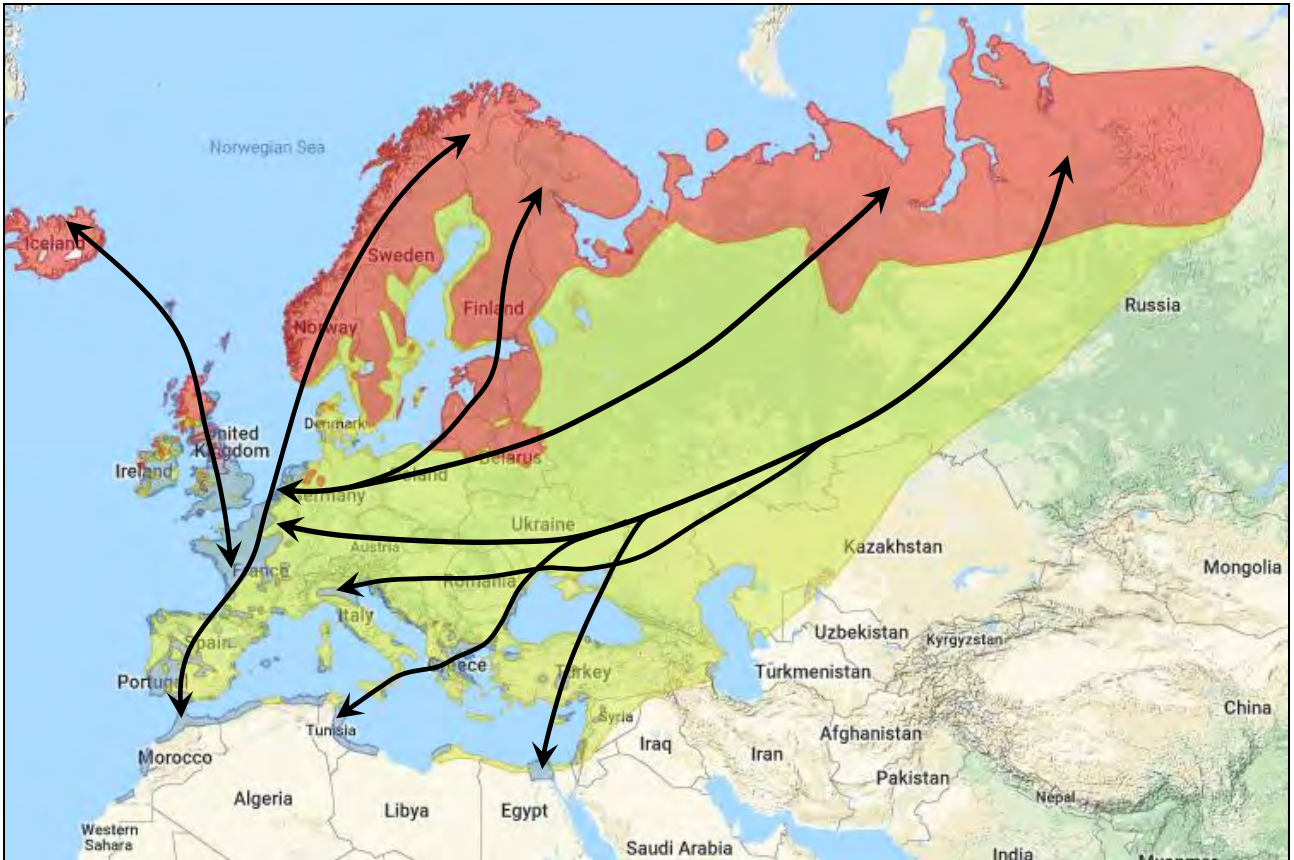 Norwegian Sea
Iceland
Sweden
Finland
Norway
Russia
Denmark
United
Kingdom
Ireland
Belarus
Poland
Germany
Ukraine
Austria
Kazakhstan
France
Mongolia
Romania
Italy
Spain
Uzbekistan
Kyrgyzstan
Greece
Turkey
Türkmenistan
Portugal
Syria
China
Tunisia
Morocco
Iraq
Iran
Afghanistan
Pakistan
Algeria
Libya
Egypt
Nepal
Western
Sahara
Saudi Arabia
India
Myanmar